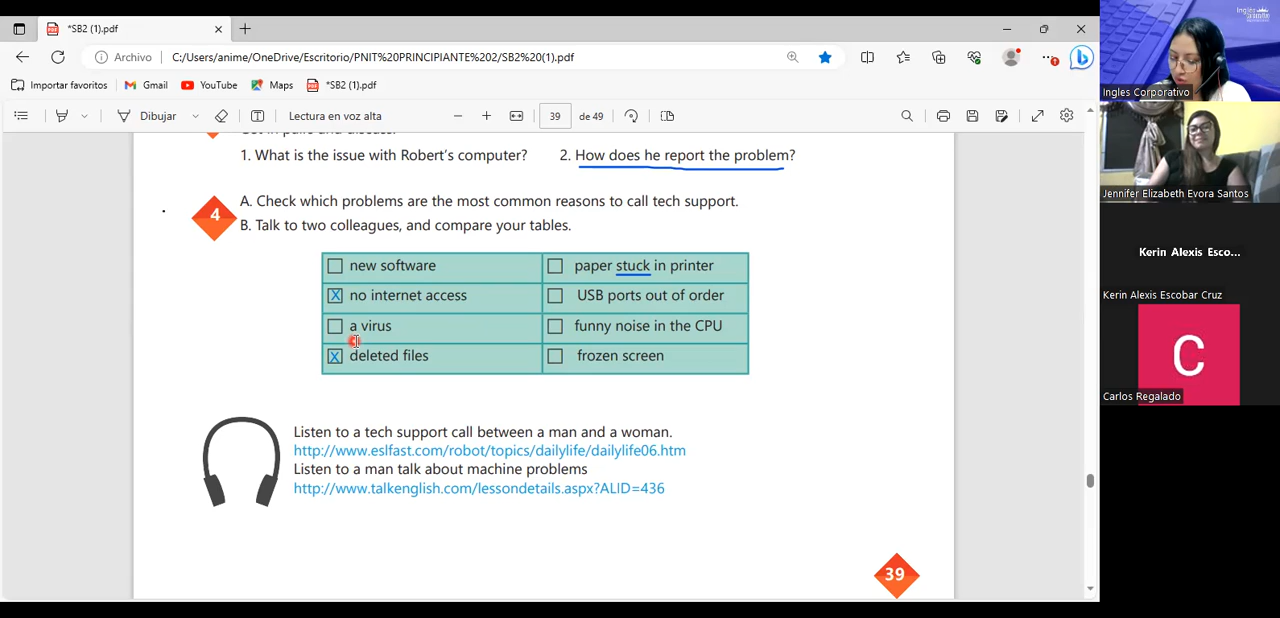 *SB2 (1).pdf
Archivo | C:/Users/anime/OneDrive/Escritorio/PNIT%20PRINCIPIANTE%202/SB2%20(1).pdf
Importar favoritos Gmail YouTube Maps *SB2 (1).pdf
Dibujar Lectura en voz alta 39 de 49
Get in pairs and discuss.
1. What is the issue with Robert's computer? 2. How does he report the problem?
4
A. Check which problems are the most common reasons to call tech support.
B. Talk to two colleagues, and compare your tables.
new software paper stuck in printer
X no internet access USB ports out of order
a virus funny noise in the CPU
X deleted files frozen screen
Listen to a tech support call between a man and a woman.
http://www.eslfast.com/robot/topics/dailylife/dailylife06.htm
Listen to a man talk about machine problems
http://www.talkenglish.com/lessondetails.aspx?ALID=436
39
Ingles Corporativo
Jennifer Elizabeth Evora Santos
Kerin Alexis Esco...
Kerin Alexis Escobar Cruz
C
Carlos Regalado